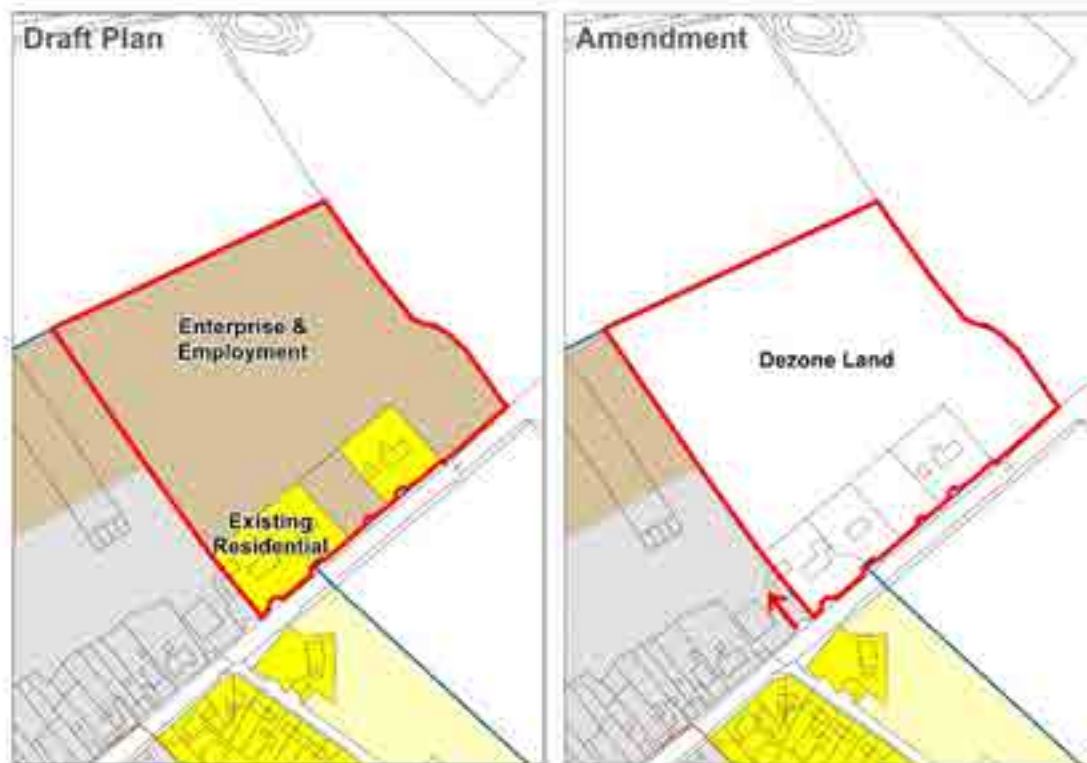 Draft Plan
Enterprise &
Employment
Existing
Residential
Amendment
Dezone Land